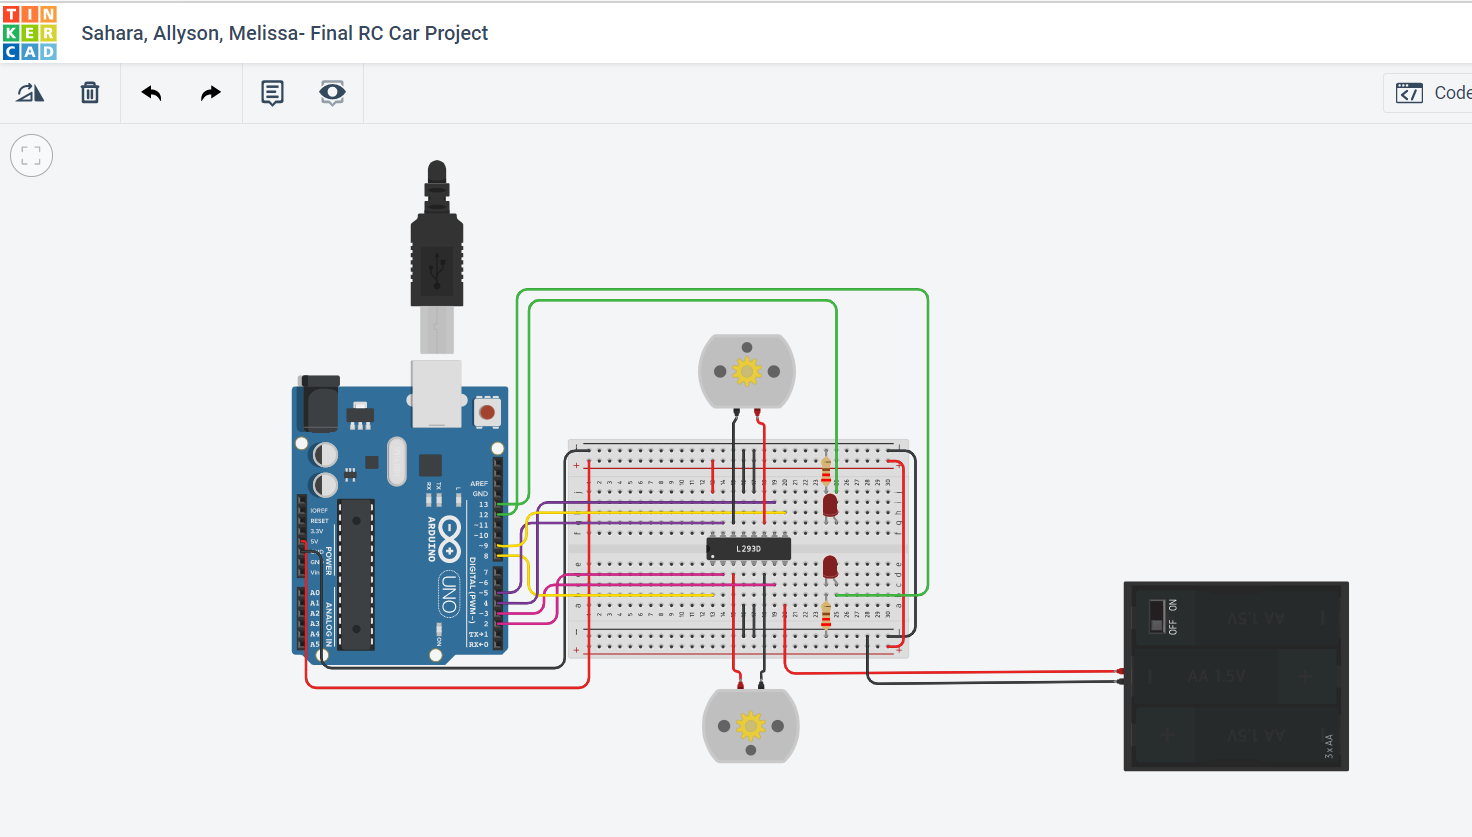 TIN
KER
CAD
Sahara, Allyson, Melissa- Final RC Car Project
Code
AREF
GND
13
12
~11
~10
~9
8
7
~6
~5
4
~3
2
TX→1
RX←0
RX
TX
L
IOREF
RESET
3.3V
5V
GND
GND
Vin
A0
A1
A2
A3
A4
A5
POWER
ANALOG IN
ARDUINO
UNO
DIGITAL (PWM~)
ON
L293D
ON
OFF
AA 1.5V
AA 1.5V
AA 1.5V
3x AA